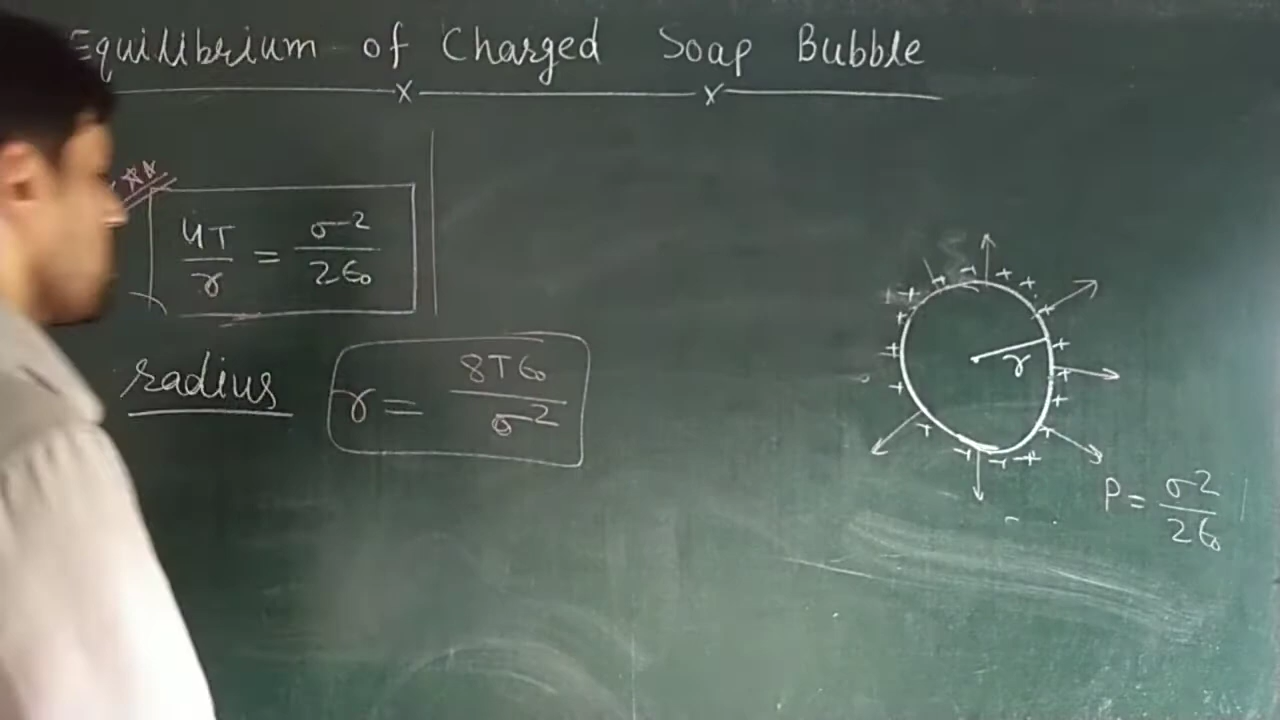 Equilibrium of Charged Soap Bubble
4T/r = σ²/2ϵ₀
radius r = 8Tϵ₀/σ²
r
P = σ²/2ϵ₀